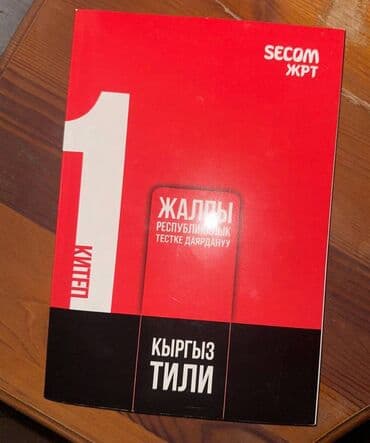 SECOM
ЖРТ
1
КИТЕП
ЖАЛПЫ
РЕСПУБЛИКАЛЫК
ТЕСТКЕ ДАЯРДАНУУ
КЫРГЫЗ
ТИЛИ